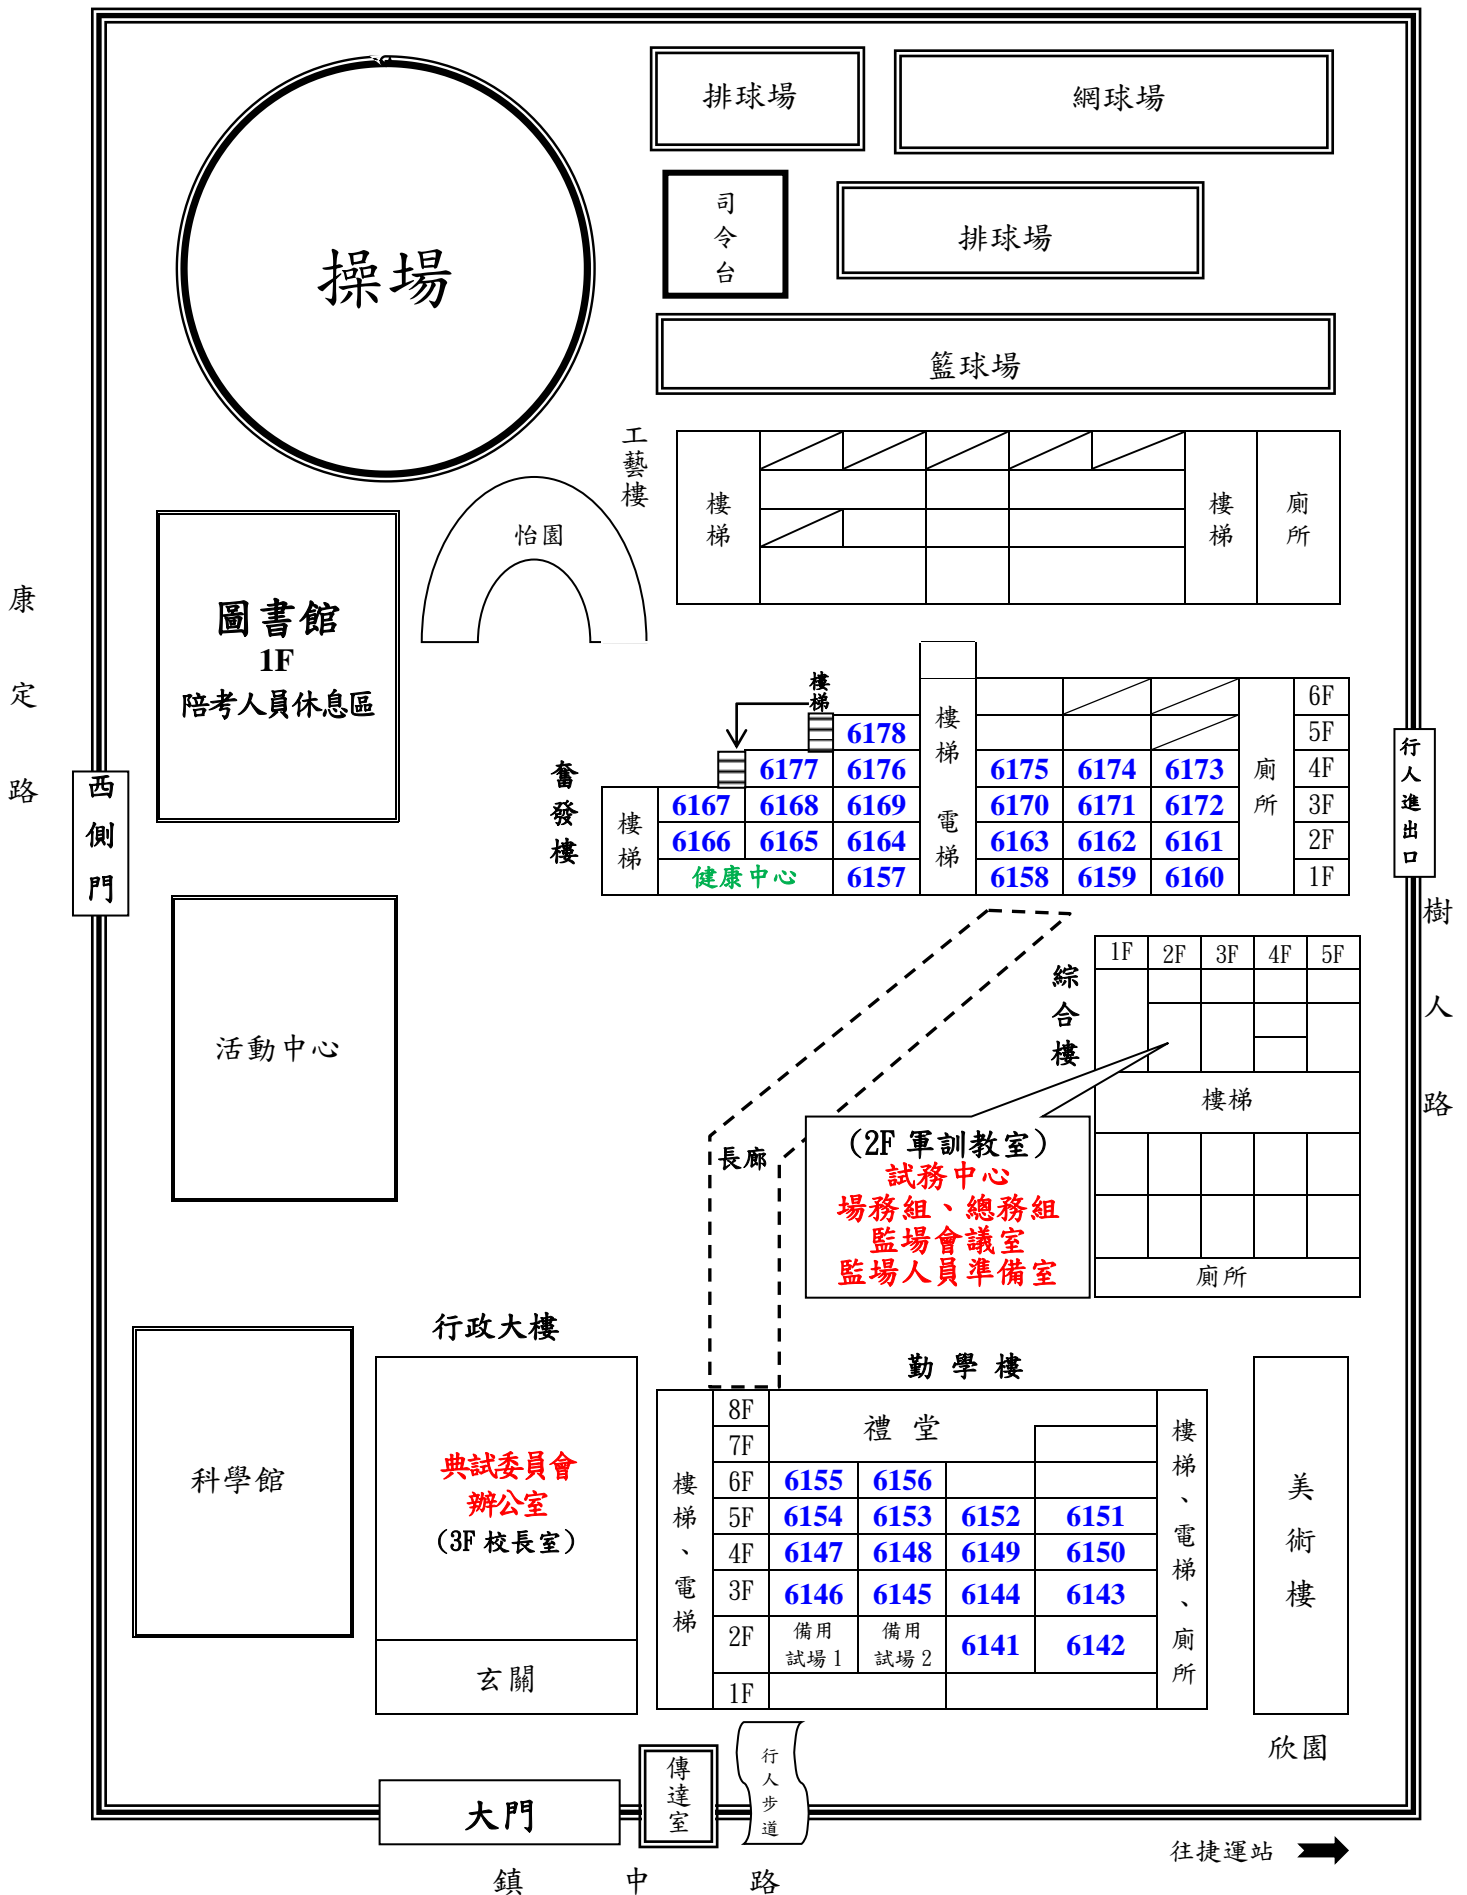 排球場
網球場
司令台
排球場
操場
籃球場
工藝樓
樓梯
樓梯
廁所
怡園
圖書館
1F
陪考人員休息區
康定路
西側門
行人進出口
樹人路
奮發樓
樓梯
樓梯 電梯
廁所
6F
6178 5F
6177 6176 6175 6174 6173 4F
樓梯
6167 6168 6169 6170 6171 6172 3F
6166 6165 6164 6163 6162 6161 2F
健康中心 6157 6158 6159 6160 1F
綜合樓
1F 2F 3F 4F 5F
樓梯
廁所
活動中心
長廊
(2F 軍訓教室)
試務中心
場務組、總務組
監場會議室
監場人員準備室
行政大樓
勤學樓
科學館
典試委員會
辦公室
(3F 校長室)
玄關
樓梯、電梯
樓梯、電梯、廁所
8F 禮堂
7F
6F 6155 6156
5F 6154 6153 6152 6151
4F 6147 6148 6149 6150
3F 6146 6145 6144 6143
2F 備用試場1 備用試場2 6141 6142
1F
美術樓
欣園
大門
傳達室
行人步道
往捷運站
鎮中路